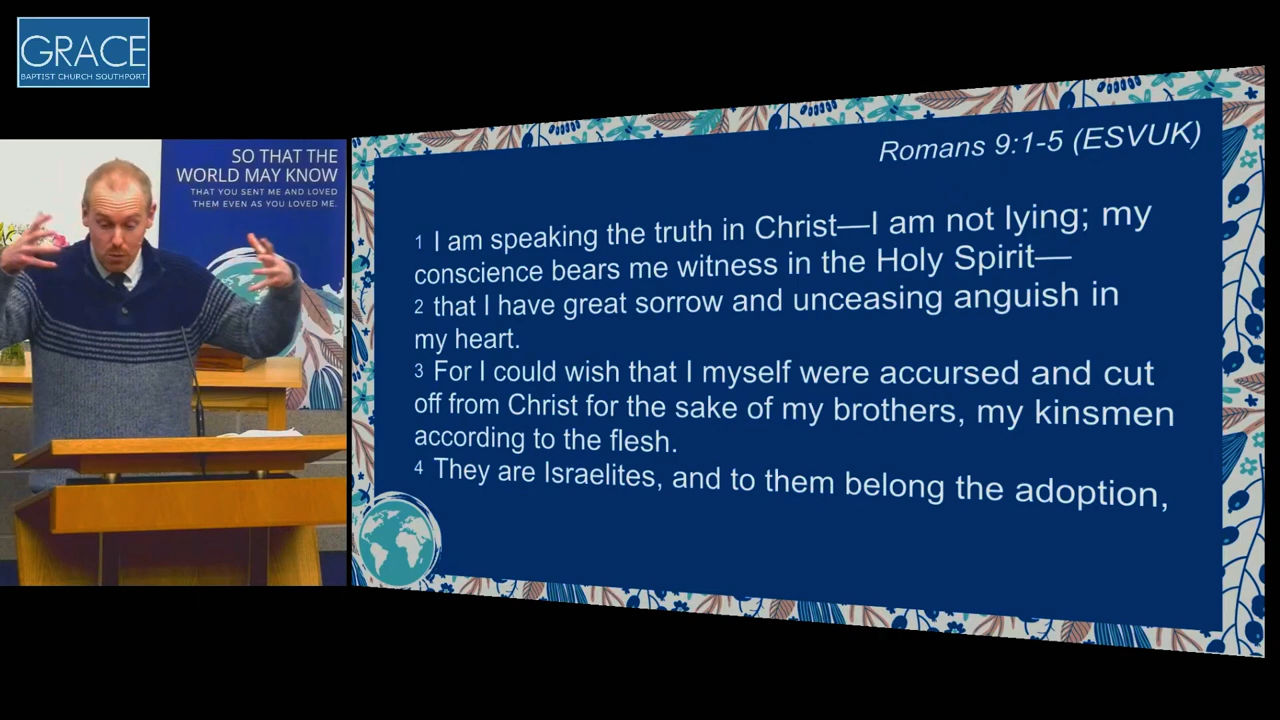 GRACE
BAPTIST CHURCH SOUTHPORT
SO THAT THE
WORLD MAY KNOW
THAT YOU SENT ME AND LOVED
THEM EVEN AS YOU LOVED ME.
Romans 9:1-5 (ESVUK)
1 I am speaking the truth in Christ—I am not lying; my
conscience bears me witness in the Holy Spirit—
2 that I have great sorrow and unceasing anguish in
my heart.
3 For I could wish that I myself were accursed and cut
off from Christ for the sake of my brothers, my kinsmen
according to the flesh.
4 They are Israelites, and to them belong the adoption,